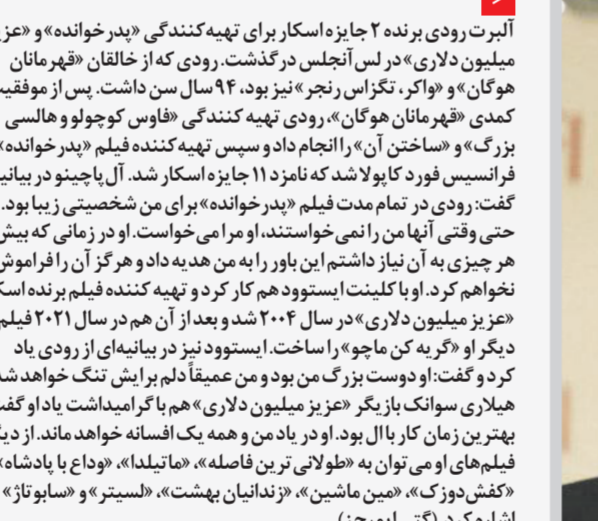 آلبرت رودی برنده ۲ جایزه اسکار برای تهیه‌کنندگی «پدرخوانده» و «عزیز
میلیون دلاری» در لس‌آنجلس درگذشت. رودی که از خالقان «قهرمانان
هوگان» و «واکر، تگزاس رنجر» نیز بود، ۹۴ سال سن داشت. پس از موفقیت
کمدی «قهرمانان هوگان»، رودی تهیه کنندگی «فاوس کوچولو و هالسی
بزرگ» و «ساختن آن» را انجام داد و سپس تهیه‌کننده فیلم «پدرخوانده»
فرانسیس فورد کاپولا شد که نامزد ۱۱ جایزه اسکار شد. آل پاچینو در بیانیه
گفت: رودی در تمام مدت فیلم «پدرخوانده» برای من شخصیتی زیبا بود.
حتی وقتی آنها من را نمی‌خواستند، او مرا می‌خواست. او در زمانی که بیش
هر چیزی به آن نیاز داشتم این باور را به من هدیه داد و هرگز آن را فراموش
نخواهم کرد. او با کلینت ایستوود هم کار کرد و تهیه کننده فیلم برنده اسکار
«عزیز میلیون دلاری» در سال ۲۰۰۴ شد و بعد از آن هم در سال ۲۰۲۱ فیلم
دیگر او «گریه کن ماچو» را ساخت. ایستوود نیز در بیانیه‌ای از رودی یاد
کرد و گفت: او دوست بزرگ من بود و من عمیقاً دلم برایش تنگ خواهد شد
هیلاری سوانک بازیگر «عزیز میلیون دلاری» هم با گرامیداشت یاد او گفت
بهترین زمان کار با ال بود. او در یاد من و همه یک افسانه خواهد ماند. از دیگر
فیلم‌های او می‌توان به «طولانی‌ترین فاصله»، «ماتیلدا»، «وداع با پادشاه»
«کفش‌دوزک»، «مین ماشین»، «زندانیان بهشت»، «لسیتر» و «سابوتاژ»
اشاره کرد.